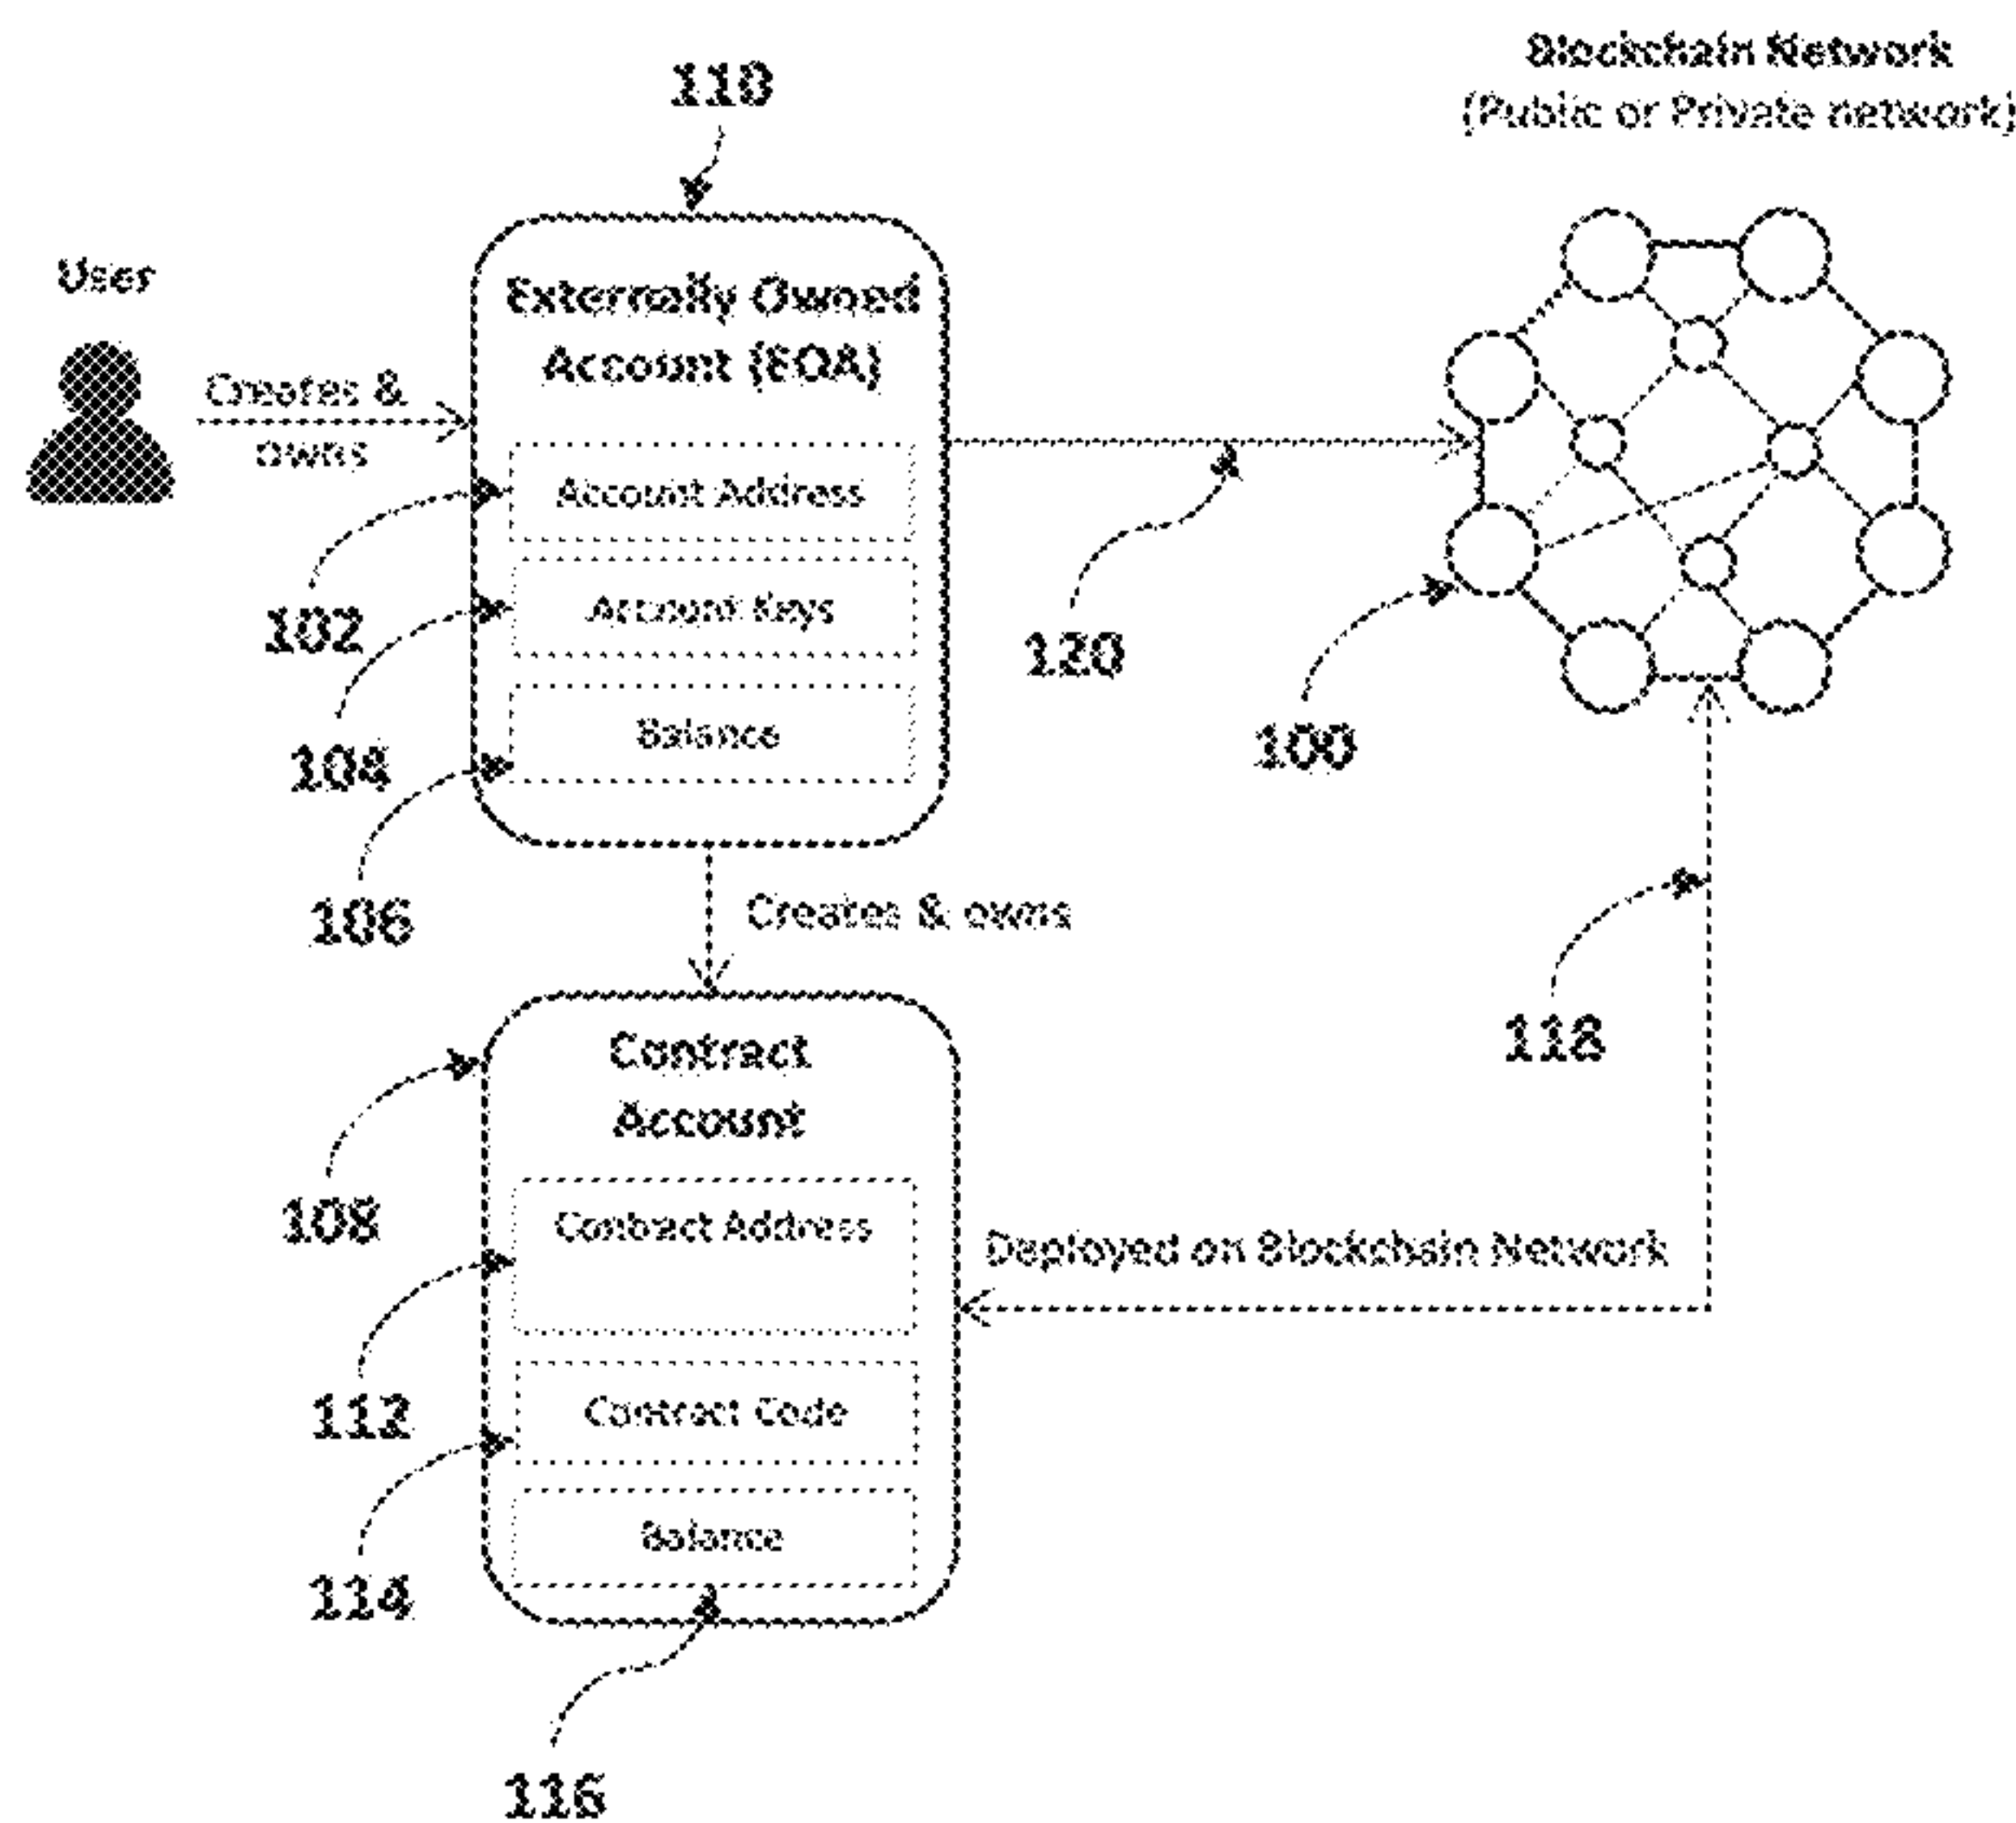 110
Blockchain Network
(Public or Private network)
User
Externally Owned
Account (EOA)
Creates &
owns
Account Address
102
Account Keys
120
104
Balance
100
106
Creates & owns
118
Contract
Account
108
Contract Address
Deployed on Blockchain Network
112
Contract Code
114
Balance
116